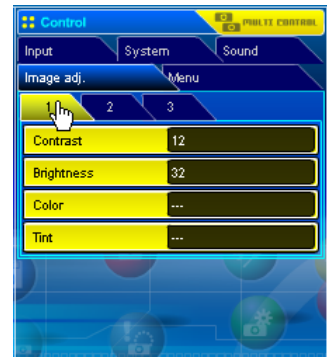 Control MULTI CONTROL
Input System Sound
Image adj. Menu
1 2 3
Contrast 12
Brightness 32
Color ---
Tint ---